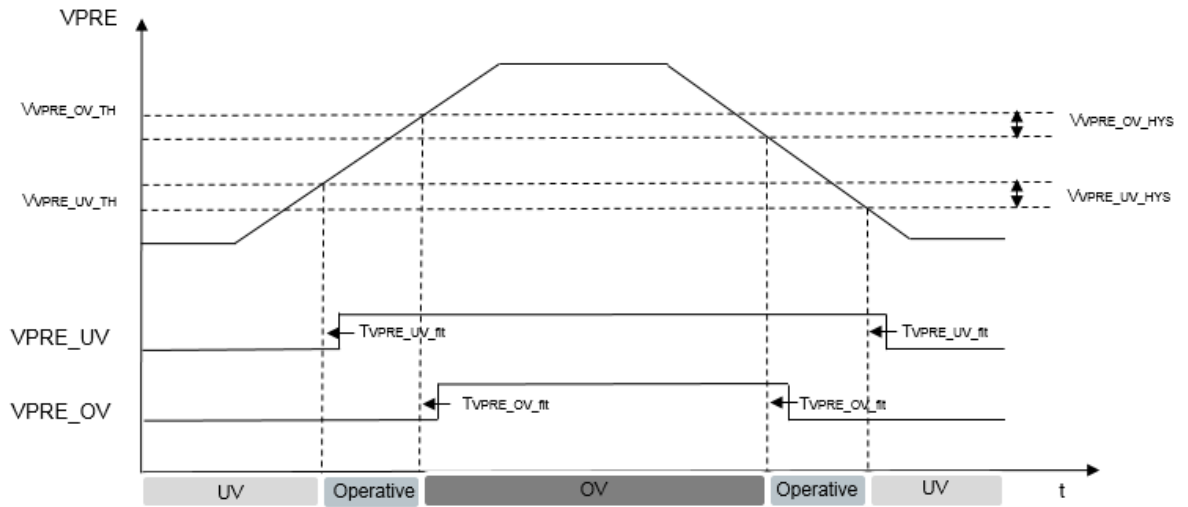 VPRE
VVPRE_OV_TH
VVPRE_OV_HYS
VVPRE_UV_TH
VVPRE_UV_HYS
VPRE_UV
TVPRE_UV_flt
TVPRE_UV_flt
VPRE_OV
TVPRE_OV_flt
TVPRE_OV_flt
UV
Operative
OV
Operative
UV
t